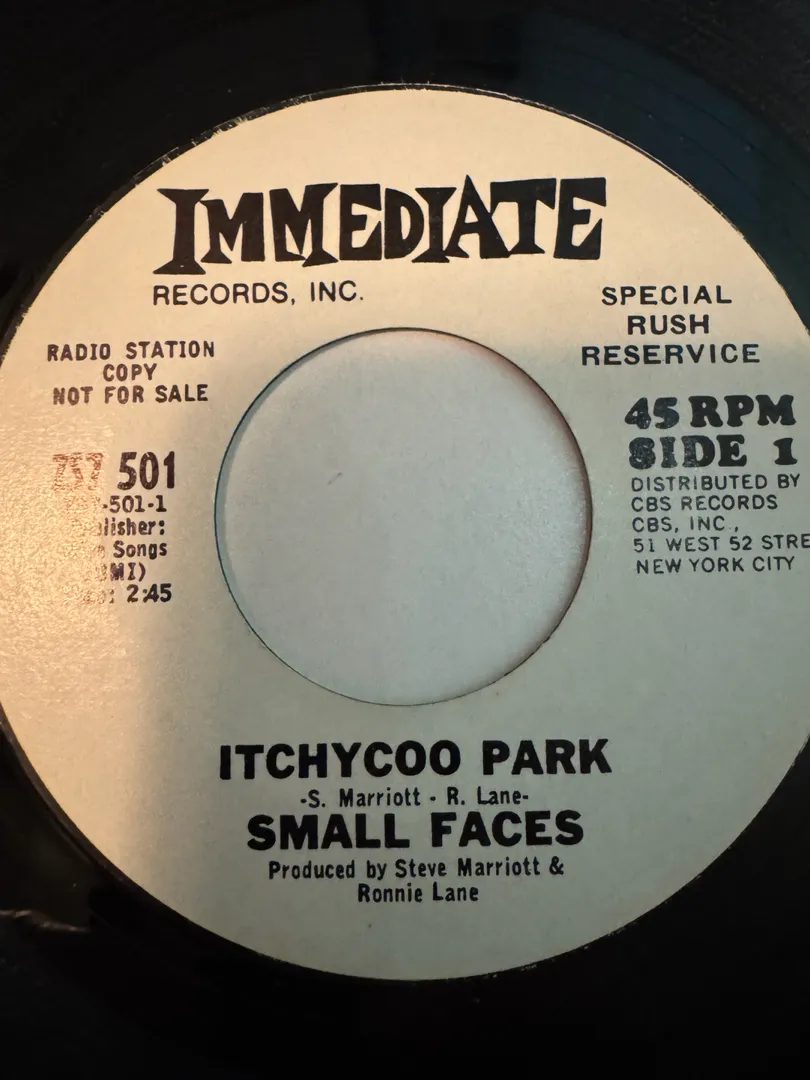 IMMEDIATE
RECORDS, INC.
SPECIAL
RUSH
RESERVICE
RADIO STATION
COPY
NOT FOR SALE
501
-501-1
Songs
2:45
45 RPM
SIDE 1
DISTRIBUTED BY
CBS RECORDS
CBS, INC.,
51 WEST 52 STRE
NEW YORK CITY
ITCHYCOO PARK
-S. Marriott - R. Lane-
SMALL FACES
Produced by Steve Marriott &
Ronnie Lane